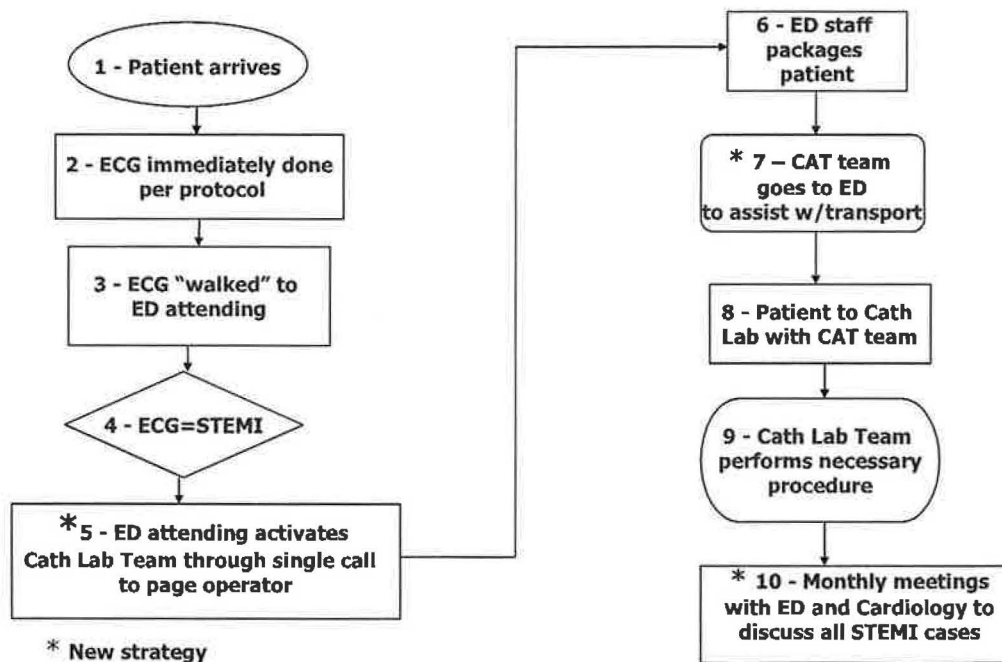 1 - Patient arrives
2 - ECG immediately done
per protocol
3 - ECG "walked" to
ED attending
4 - ECG=STEMI
*5 - ED attending activates
Cath Lab Team through single call
to page operator
* New strategy
6 - ED staff
packages
patient
* 7 – CAT team
goes to ED
to assist w/transport
8 - Patient to Cath
Lab with CAT team
9 - Cath Lab Team
performs necessary
procedure
* 10 - Monthly meetings
with ED and Cardiology to
discuss all STEMI cases